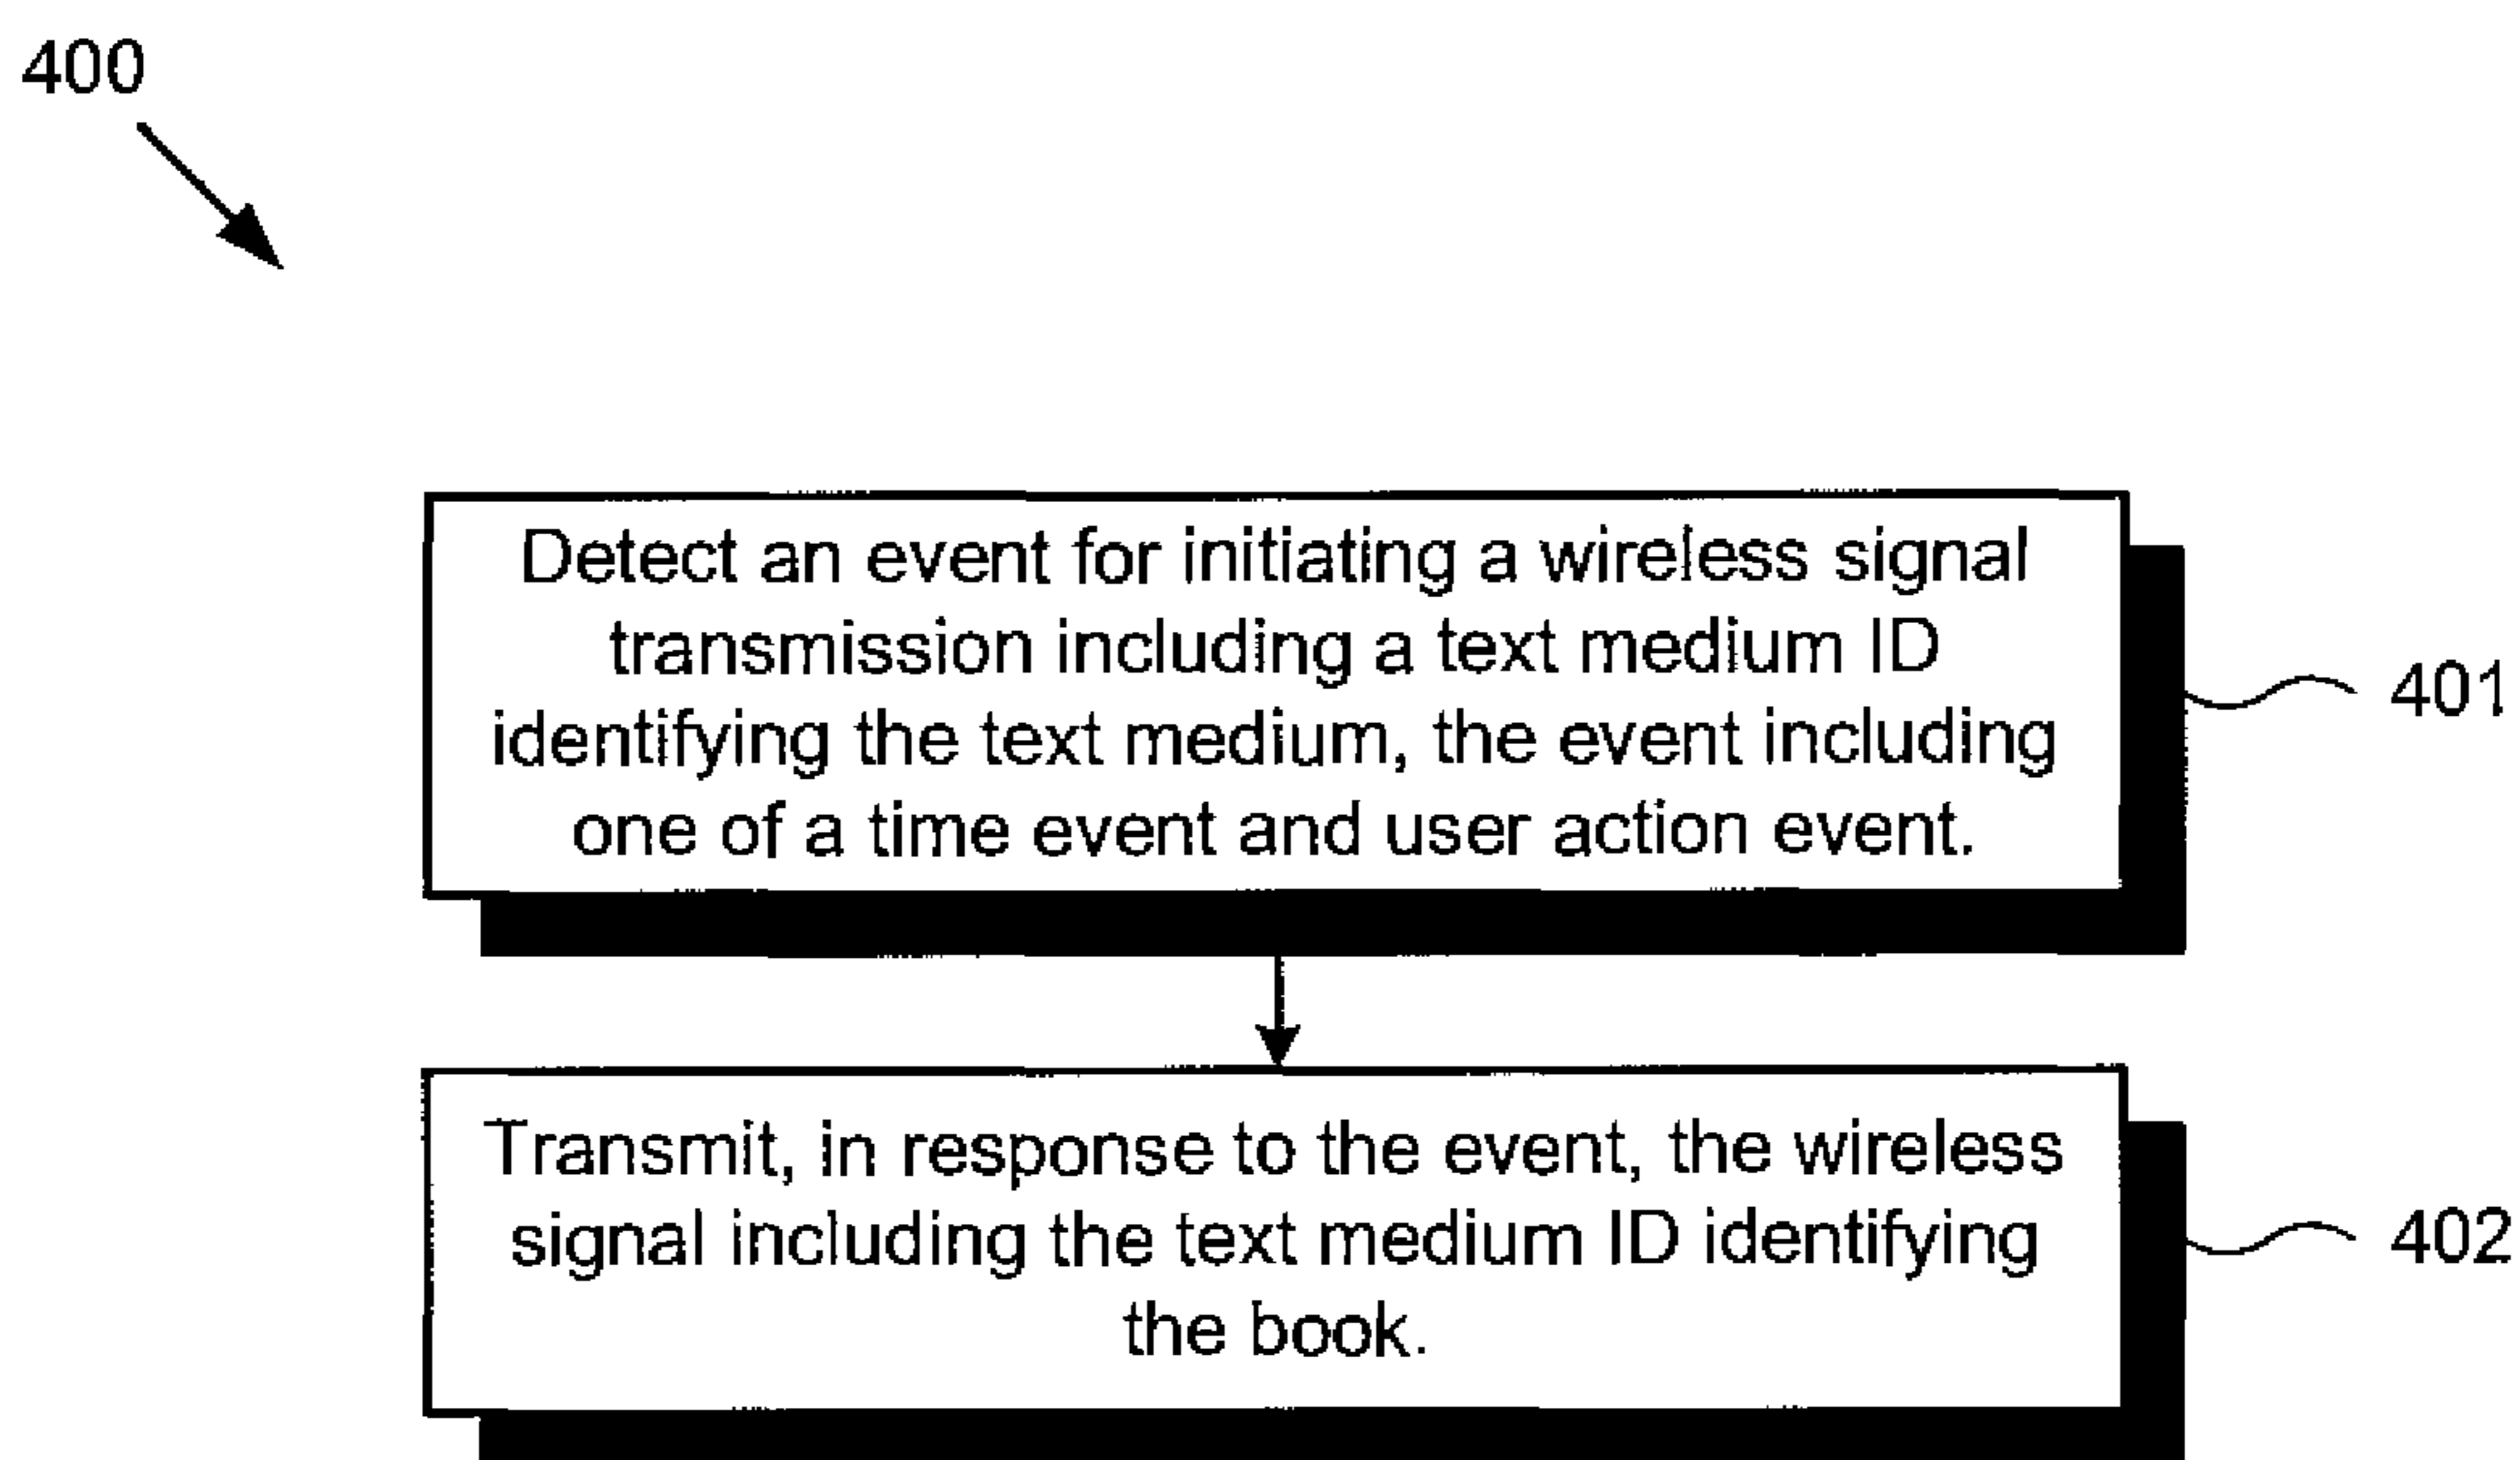 400
Detect an event for initiating a wireless signal
transmission including a text medium ID
identifying the text medium, the event including
one of a time event and user action event.
401
Transmit, in response to the event, the wireless
signal including the text medium ID identifying
the book.
402